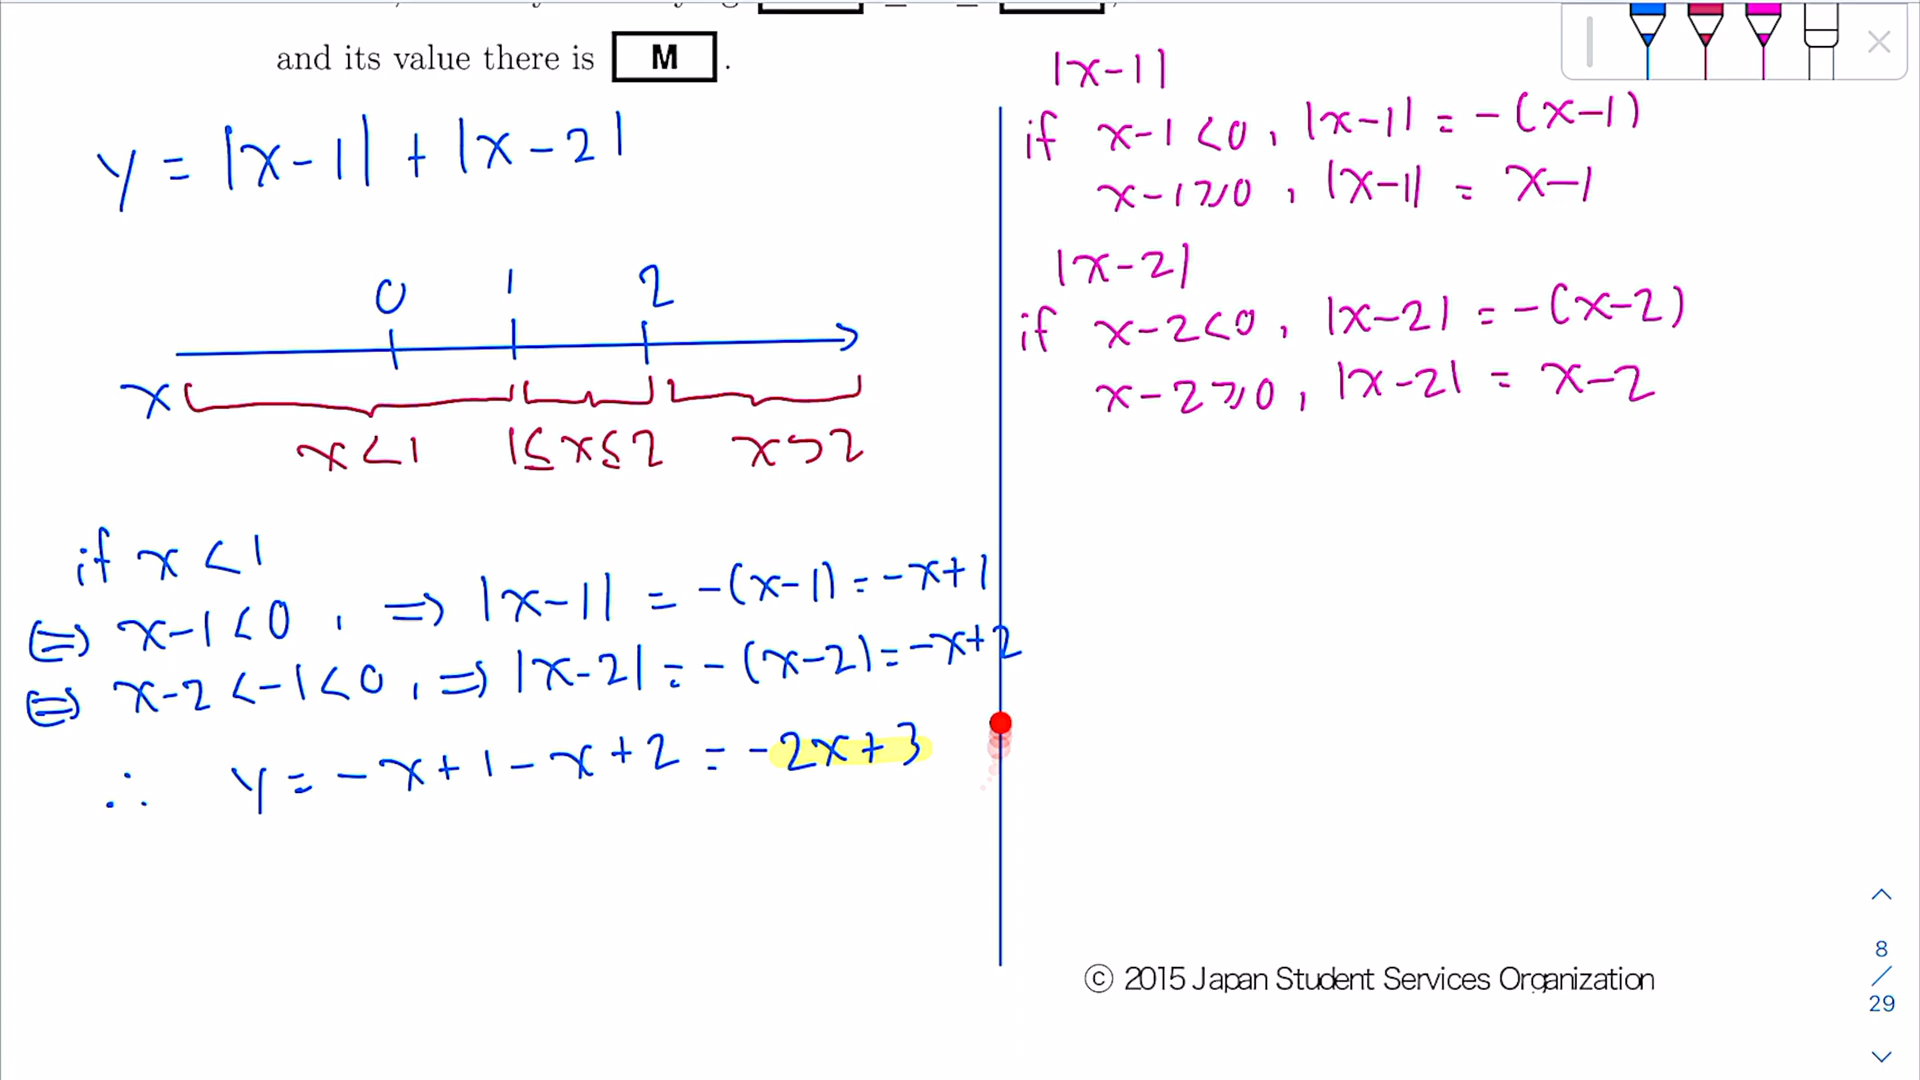 and its value there is M .
y = |x-1| + |x-2|
0 1 2
x
x<1 1≤x≤2 x>2
if x<1
⇔ x-1<0 , ⇒ |x-1| = -(x-1) = -x+1
⇔ x-2<-1<0 , ⇒ |x-2| = -(x-2) = -x+2
∴ y = -x+1-x+2 = -2x+3
|x-1|
if x-1<0 , |x-1| = -(x-1)
x-1≥0 , |x-1| = x-1
|x-2|
if x-2<0 , |x-2| = -(x-2)
x-2≥0 , |x-2| = x-2
© 2015 Japan Student Services Organization
8
/
29